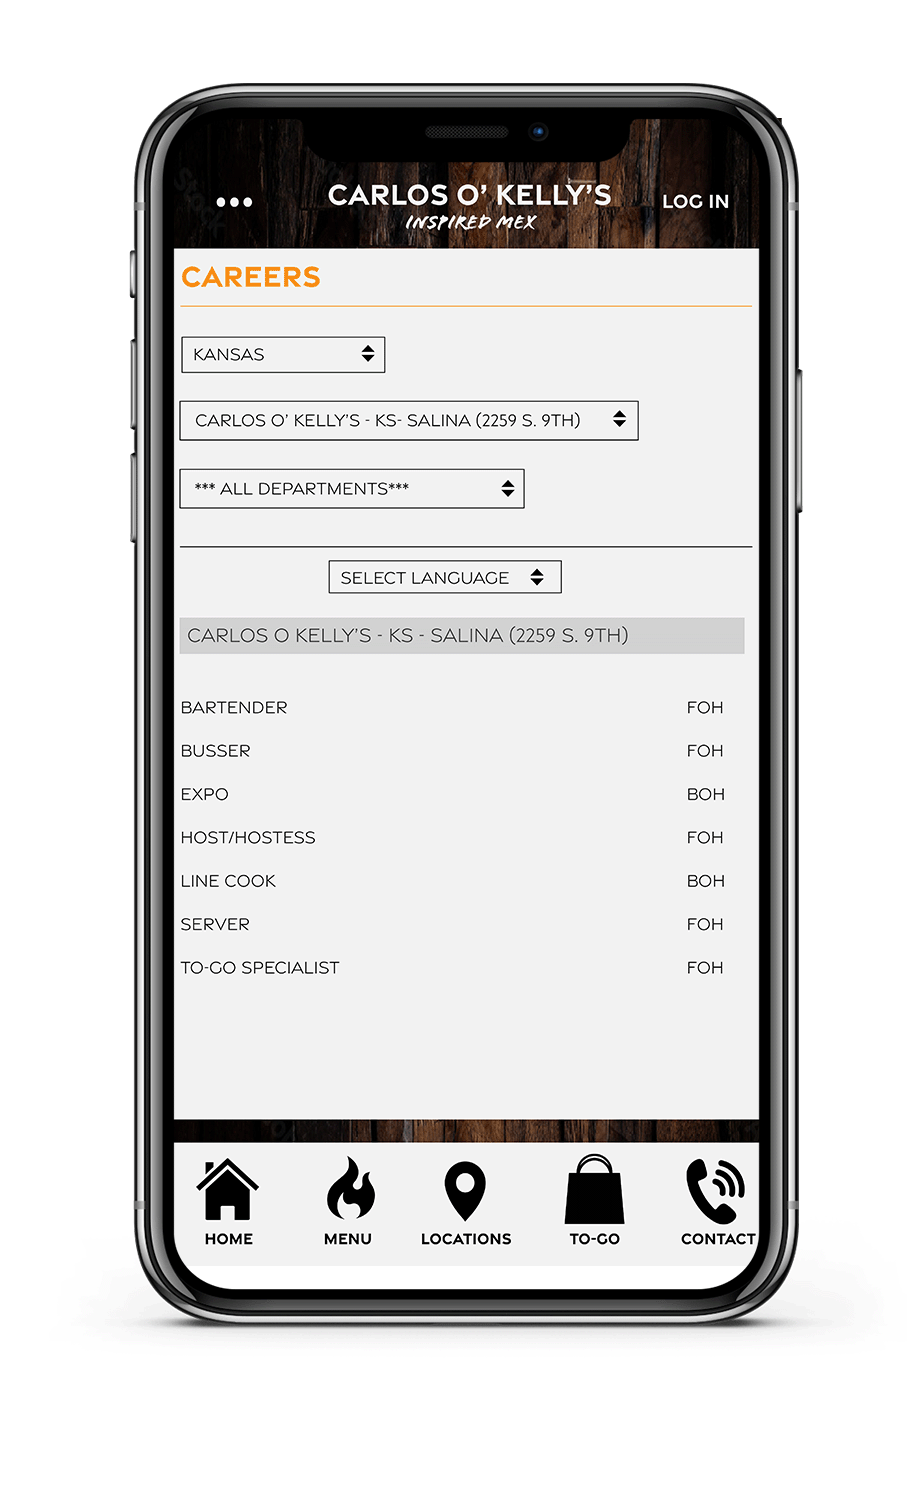 CARLOS O' KELLY'S
LOG IN
INSPIRED MEX
CAREERS
KANSAS
CARLOS O' KELLY'S - KS- SALINA (2259 S. 9TH)
*** ALL DEPARTMENTS***
SELECT LANGUAGE
CARLOS O KELLY'S - KS - SALINA (2259 S. 9TH)
BARTENDER FOH
BUSSER FOH
EXPO BOH
HOST/HOSTESS FOH
LINE COOK BOH
SERVER FOH
TO-GO SPECIALIST FOH
HOME MENU LOCATIONS TO-GO CONTACT